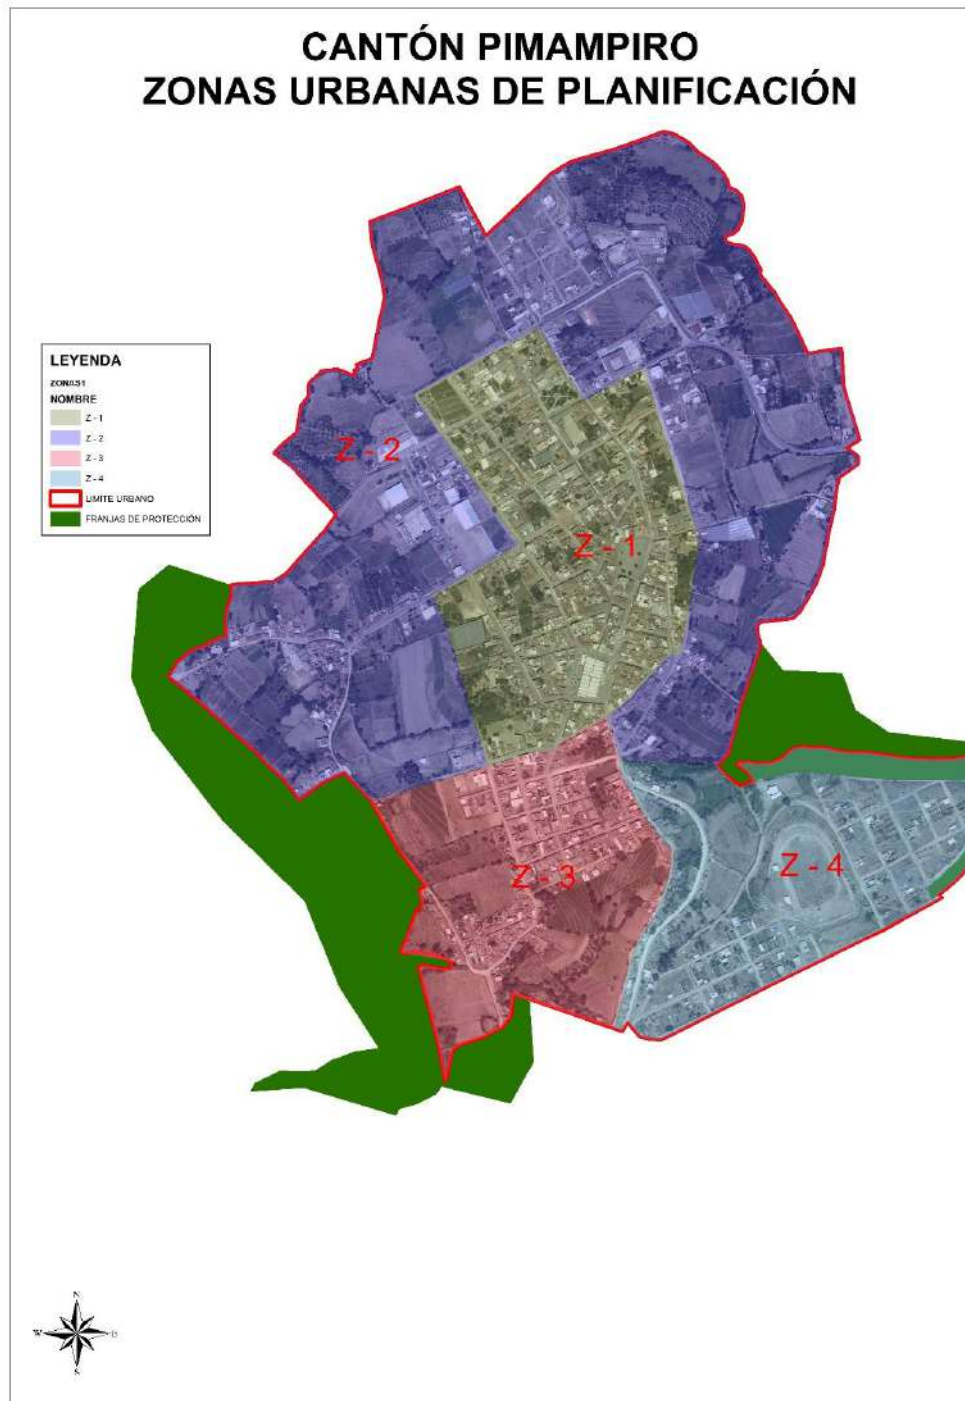 CANTÓN PIMAMPIRO
ZONAS URBANAS DE PLANIFICACIÓN
LEYENDA
ZONAS1
NOMBRE
Z - 1
Z - 2
Z - 3
Z - 4
LIMITE URBANO
FRANJAS DE PROTECCIÓN
Z - 2
Z - 1
Z - 3
Z - 4
N
W E
S